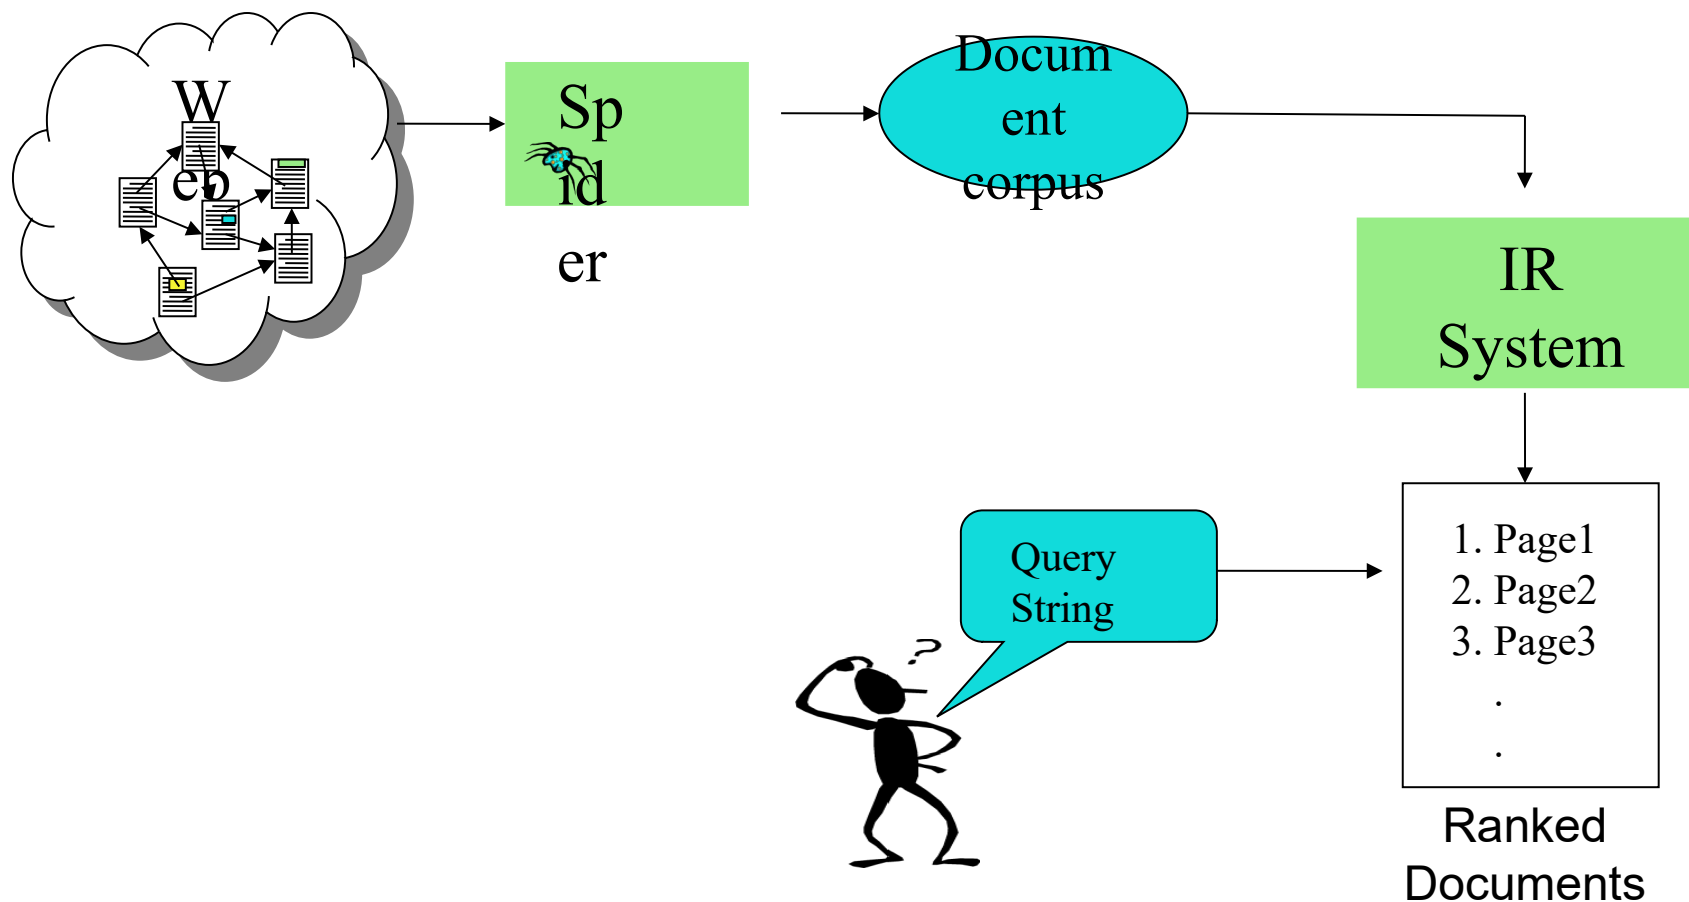 W
eb
Sp
id
er
Docum
ent
corpus
IR
System
Query
String
?
1. Page1
2. Page2
3. Page3
.
.
Ranked
Documents